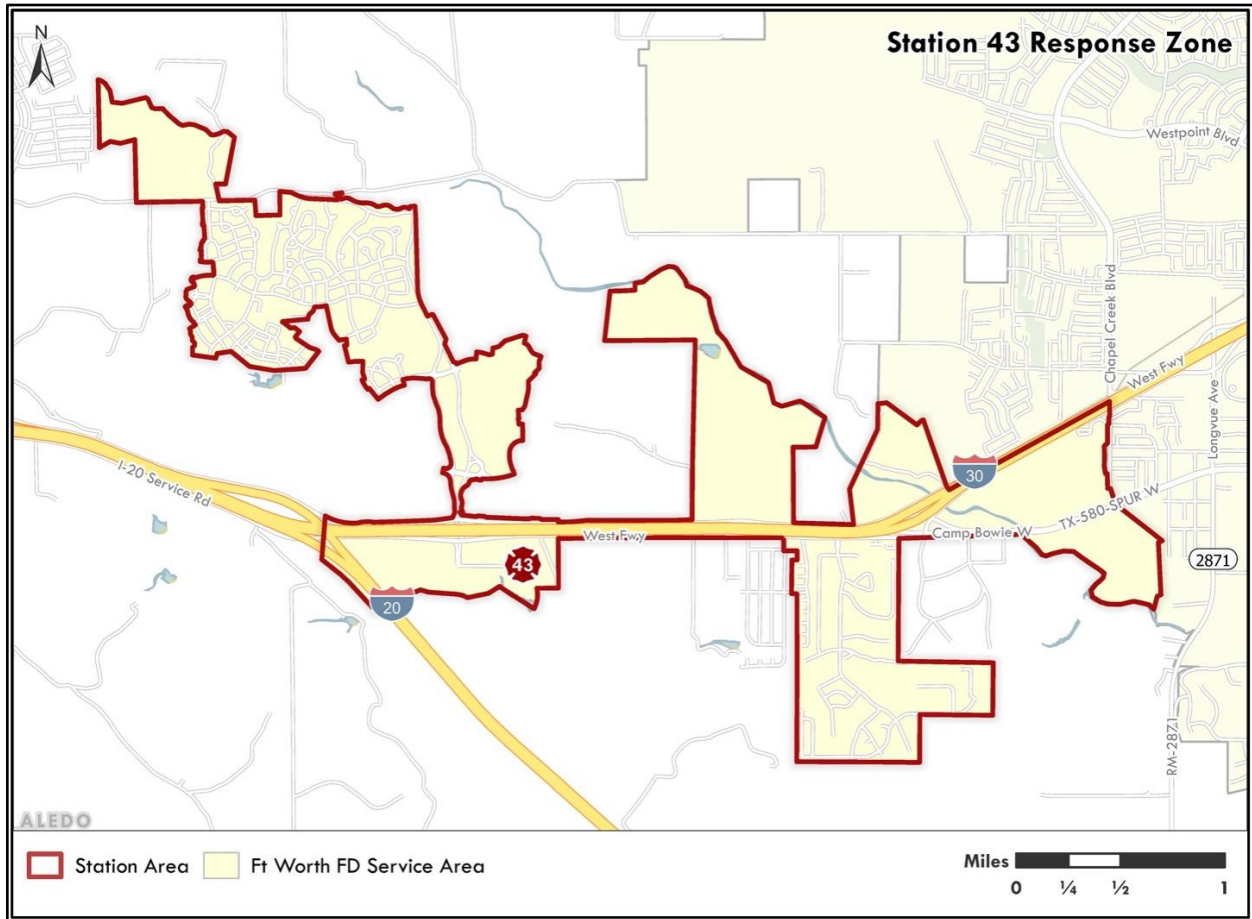 N
Station 43 Response Zone
Westpoint Blvd
Chapel Creek Blvd
West Fwy
Longvue Ave
I-20 Service Rd
30
TX-580-SPUR W
West Fwy
Camp Bowie W
43
2871
20
RM-2871
ALEDO
Station Area
Ft Worth FD Service Area
Miles
0 ¼ ½ 1